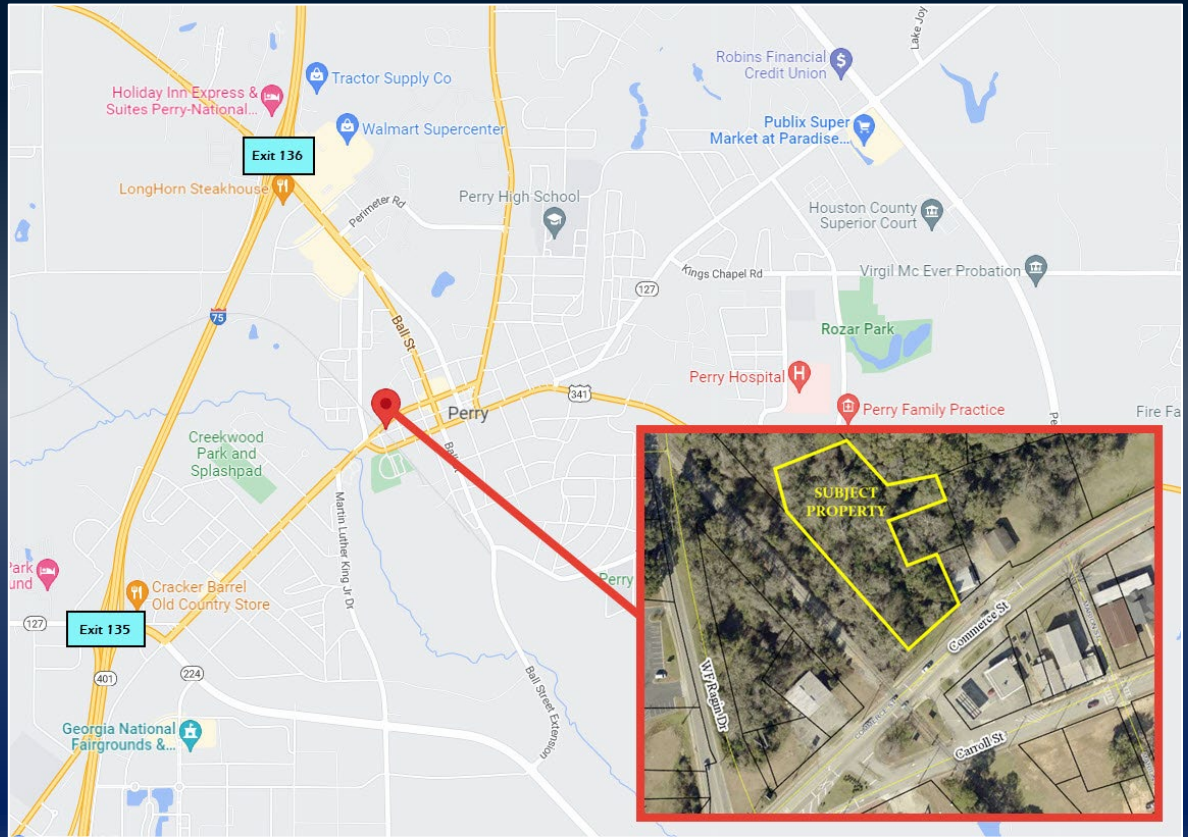 Lake Joy
Robins Financial
Credit Union
Tractor Supply Co
Holiday Inn Express &
Suites Perry-National...
Publix Super
Market at Paradise...
Walmart Supercenter
Exit 136
LongHorn Steakhouse
Perry High School
Perimeter Rd
Houston County
Superior Court
Kings Chapel Rd
Virgil Mc Ever Probation
127
75
Ball St
Rozar Park
Perry Hospital
341
Perry
Perry Family Practice
Fire Fa
Pe
Creekwood
Park and
Splashpad
Ball St
Martin Luther King Jr Dr
SUBJECT
PROPERTY
Park
und
Perry
Cracker Barrel
Old Country Store
127
Exit 135
Commerce St
401
224
WF/Ragin Dr
Ball Street Extension
Georgia National
Fairgrounds &...
Carroll St